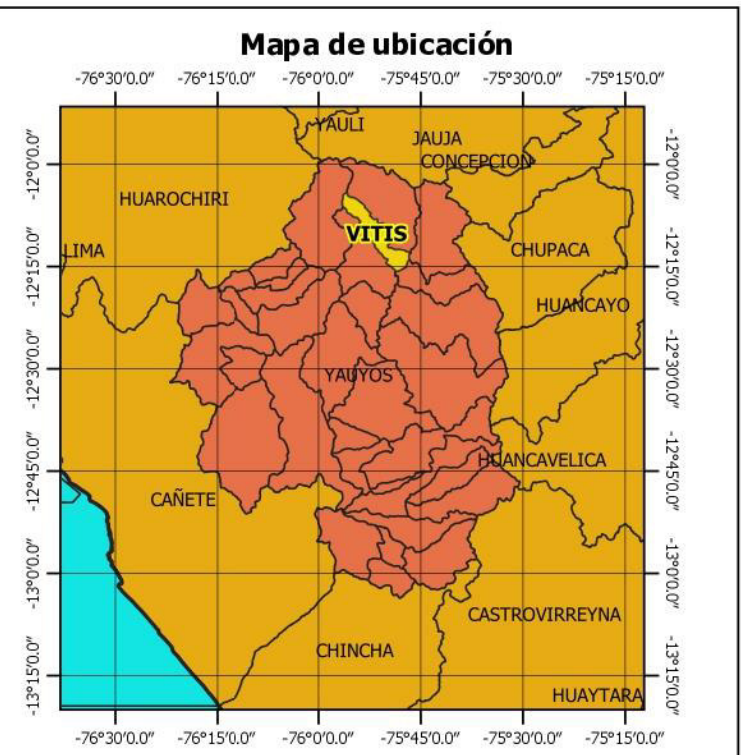 Mapa de ubicación
-76°30'0.0" -76°15'0.0" -76°0'0.0" -75°45'0.0" -75°30'0.0" -75°15'0.0"
YAULI
JAUJA
CONCEPCION
-12°0'0.0" -12°0'0.0"
HUAROCHIRI
VITIS
LIMA
CHUPACA
-12°15'0.0" -12°15'0.0"
HUANCAYO
-12°30'0.0" -12°30'0.0"
YAUYOS
HUANCAVELICA
-12°45'0.0" -12°45'0.0"
CAÑETE
-13°0'0.0" -13°0'0.0"
CASTROVIRREYNA
CHINCHA
-13°15'0.0" -13°15'0.0"
HUAYTARA
-76°30'0.0" -76°15'0.0" -76°0'0.0" -75°45'0.0" -75°30'0.0" -75°15'0.0"